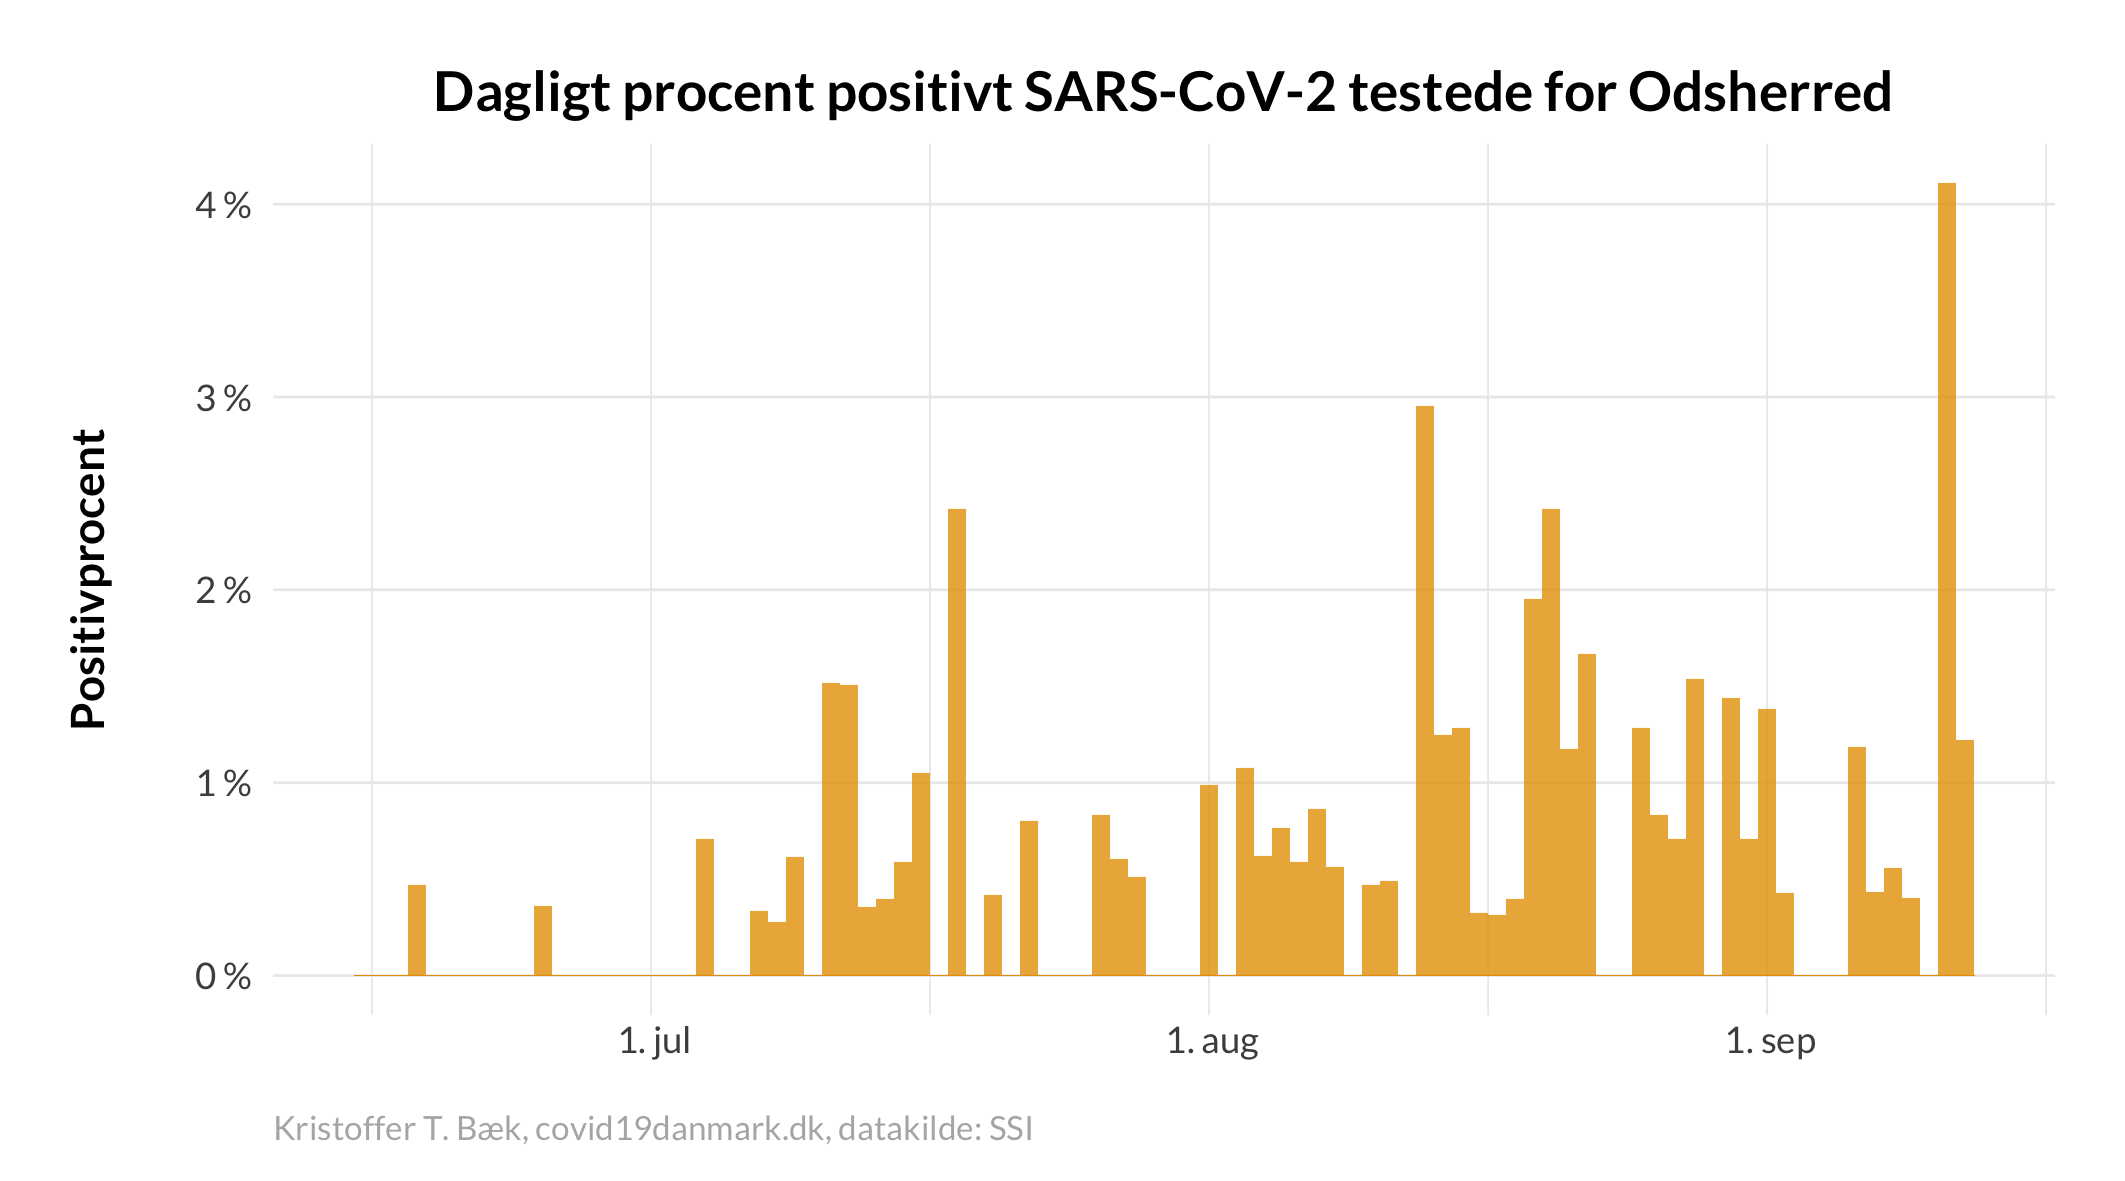 Dagligt procent positivt SARS-CoV-2 testede for Odsherred
Positivprocent
4 %
3 %
2 %
1 %
0 %
1. jul
1. aug
1. sep
Kristoffer T. Bæk, covid19danmark.dk, datakilde: SSI